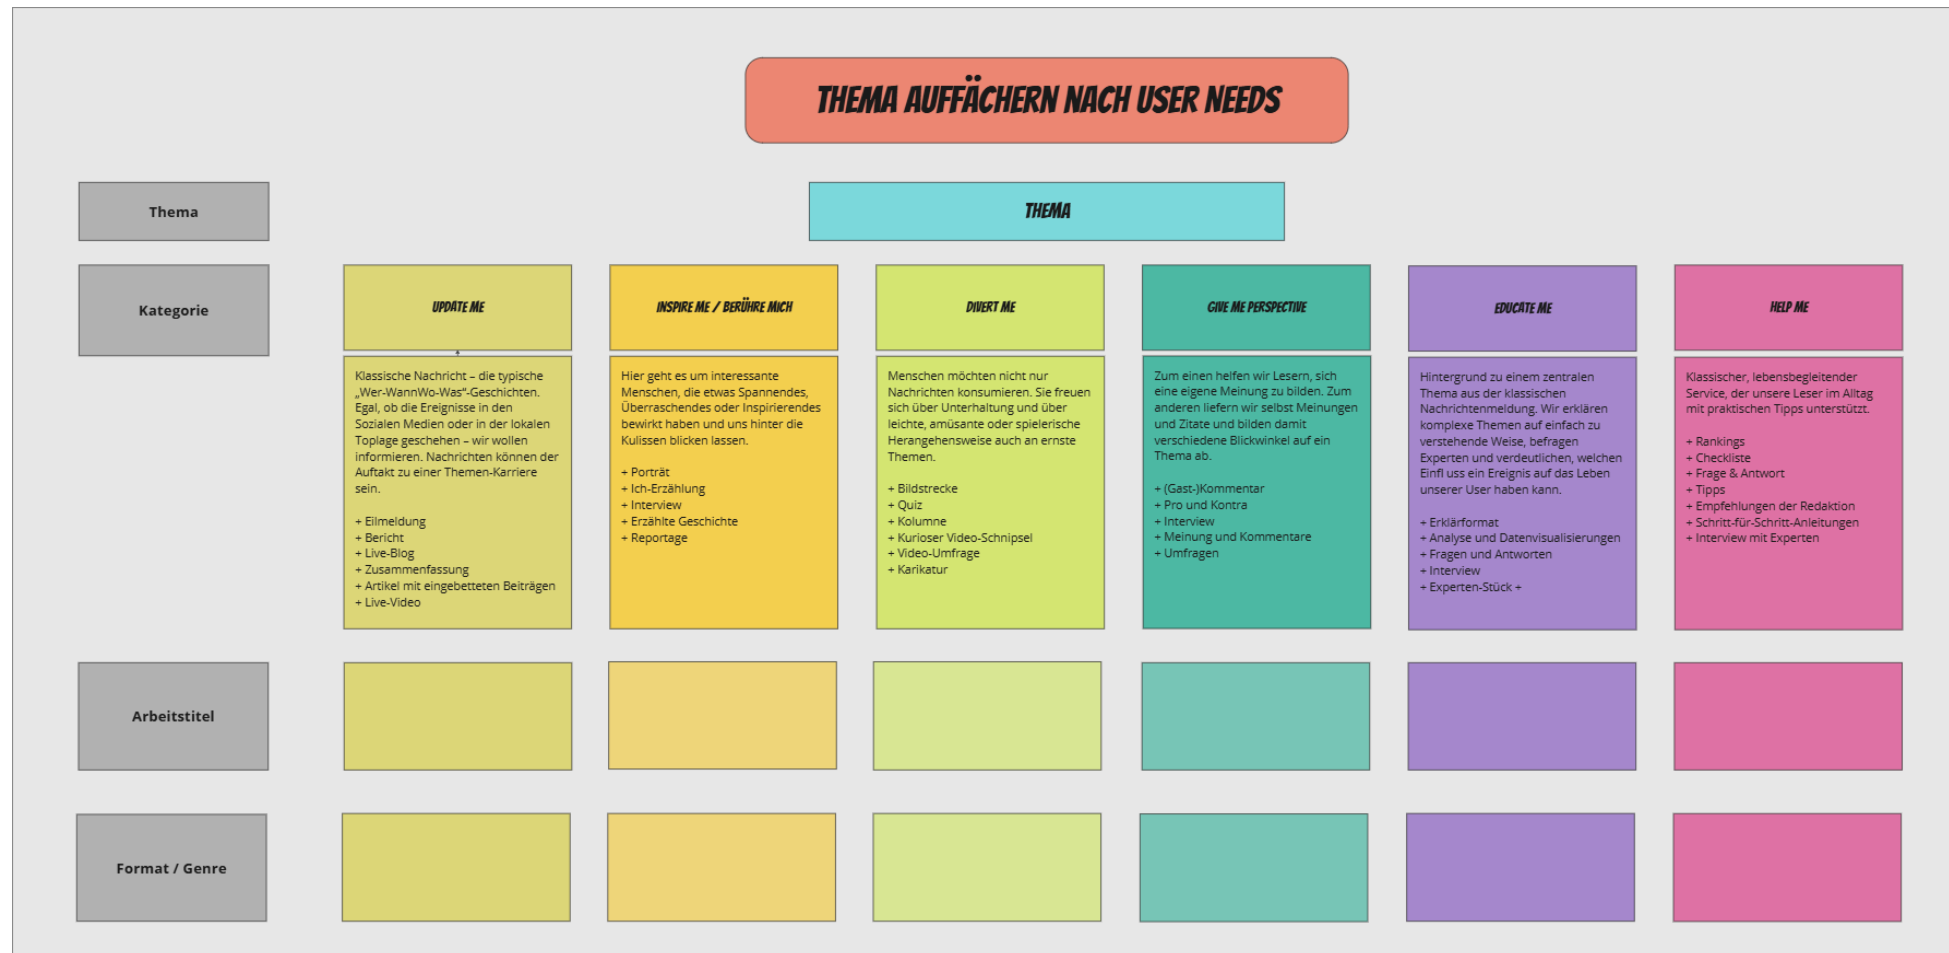 THEMA AUFFÄCHERN NACH USER NEEDS
Thema
THEMA
Kategorie
UPDATE ME
INSPIRE ME / BERÜHRE MICH
DIVERT ME
GIVE ME PERSPECTIVE
EDUCATE ME
HELP ME
Klassische Nachricht – die typische
„Wer-WannWo-Was“-Geschichten.
Egal, ob die Ereignisse in den
Sozialen Medien oder in der lokalen
Toplage geschehen – wir wollen
informieren. Nachrichten können der
Auftakt zu einer Themen-Karriere
sein.
+ Eilmeldung
+ Bericht
+ Live-Blog
+ Zusammenfassung
+ Artikel mit eingebetteten Beiträgen
+ Live-Video
Hier geht es um interessante
Menschen, die etwas Spannendes,
Überraschendes oder Inspirierendes
bewirkt haben und uns hinter die
Kulissen blicken lassen.
+ Porträt
+ Ich-Erzählung
+ Interview
+ Erzählte Geschichte
+ Reportage
Menschen möchten nicht nur
Nachrichten konsumieren. Sie freuen
sich über Unterhaltung und über
leichte, amüsante oder spielerische
Herangehensweise auch an ernste
Themen.
+ Bildstrecke
+ Quiz
+ Kolumne
+ Kurioser Video-Schnipsel
+ Video-Umfrage
+ Karikatur
Zum einen helfen wir Lesern, sich
eine eigene Meinung zu bilden. Zum
anderen liefern wir selbst Meinungen
und Zitate und bilden damit
verschiedene Blickwinkel auf ein
Thema ab.
+ (Gast-)Kommentar
+ Pro und Kontra
+ Interview
+ Meinung und Kommentare
+ Umfragen
Hintergrund zu einem zentralen
Thema aus der klassischen
Nachrichtenmeldung. Wir erklären
komplexe Themen auf einfach zu
verstehende Weise, befragen
Experten und verdeutlichen, welchen
Einfl uss ein Ereignis auf das Leben
unserer User haben kann.
+ Erklärformat
+ Analyse und Datenvisualisierungen
+ Fragen und Antworten
+ Interview
+ Experten-Stück +
Klassischer, lebensbegleitender
Service, der unsere Leser im Alltag
mit praktischen Tipps unterstützt.
+ Rankings
+ Checkliste
+ Frage & Antwort
+ Tipps
+ Empfehlungen der Redaktion
+ Schritt-für-Schritt-Anleitungen
+ Interview mit Experten
Arbeitstitel
Format / Genre